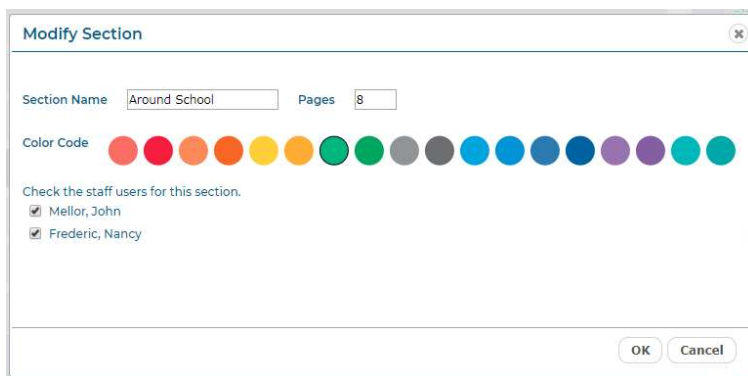 Modify Section
Section Name Around School Pages 8
Color Code
Check the staff users for this section.
Mellor, John
Frederic, Nancy
OK Cancel